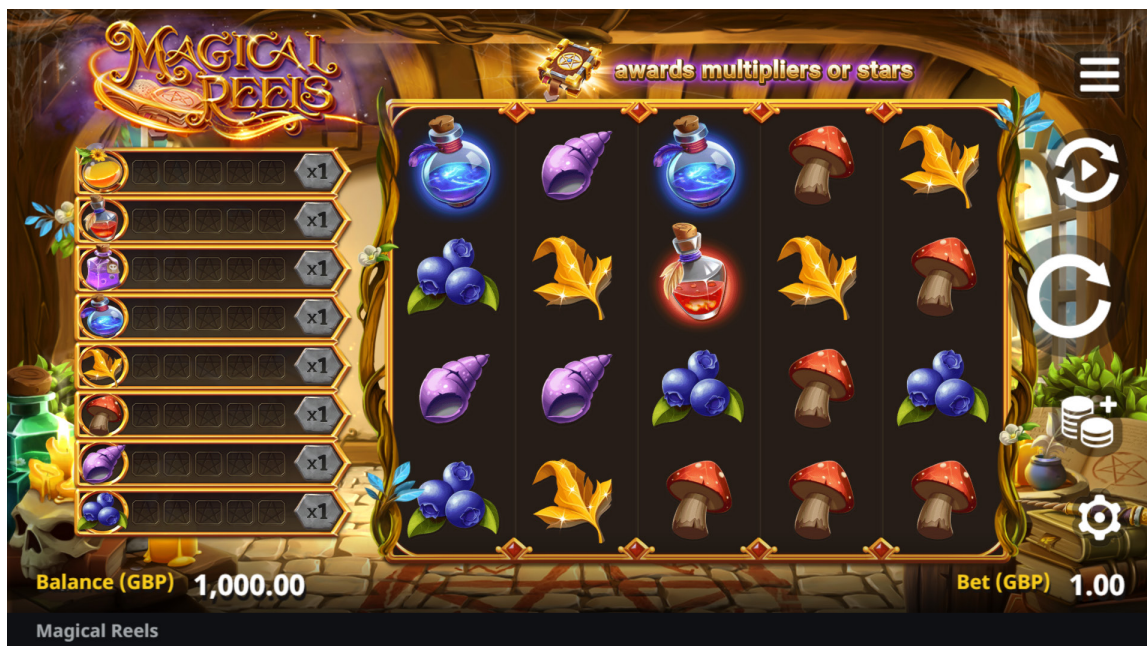 MAGICAL
REELS
awards multipliers or stars
x1
x1
x1
x1
x1
x1
x1
x1
Balance (GBP) 1,000.00
Bet (GBP) 1.00
Magical Reels